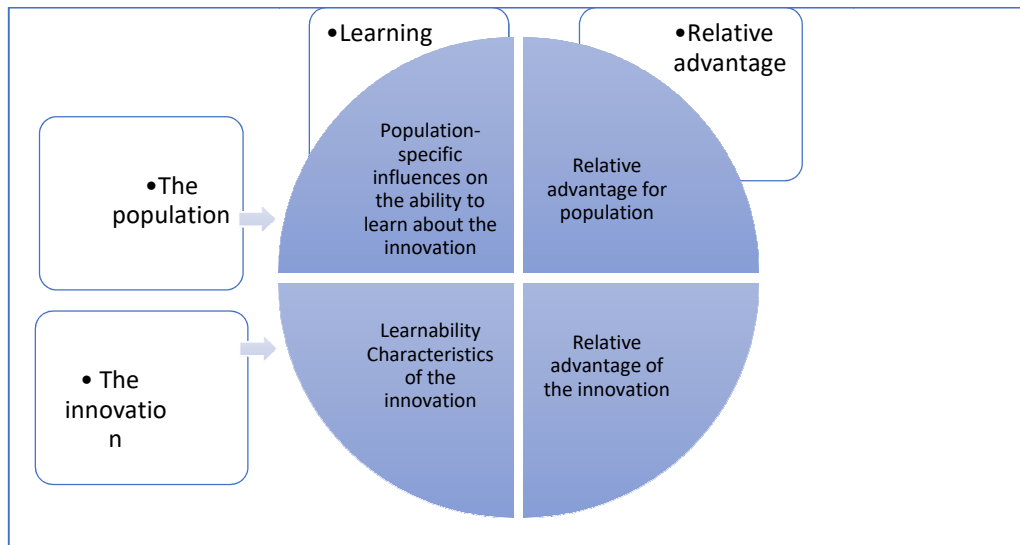 •Learning
•Relative
advantage
•The
population
Population-
specific
influences on
the ability to
learn about the
innovation
Relative
advantage for
population
• The
innovatio
n
Learnability
Characteristics
of the
innovation
Relative
advantage of
the innovation